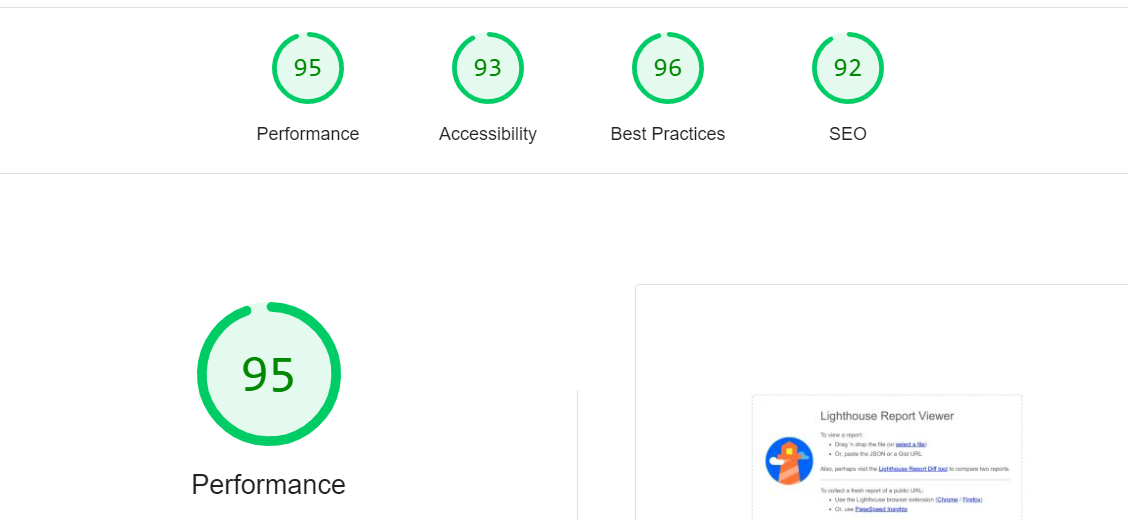 95 93 96 92
Performance Accessibility Best Practices SEO
95
Performance
Lighthouse Report Viewer
To view a report:
Drag 'n drop the file (or select a file)
Or, paste the JSON or a Gist URL
Also, perhaps visit the Lighthouse Report Diff tool to compare two reports.
To collect a fresh report of a public URL:
Use the Lighthouse browser extension (Chrome / Firefox)
Or, use PageSpeed Insights